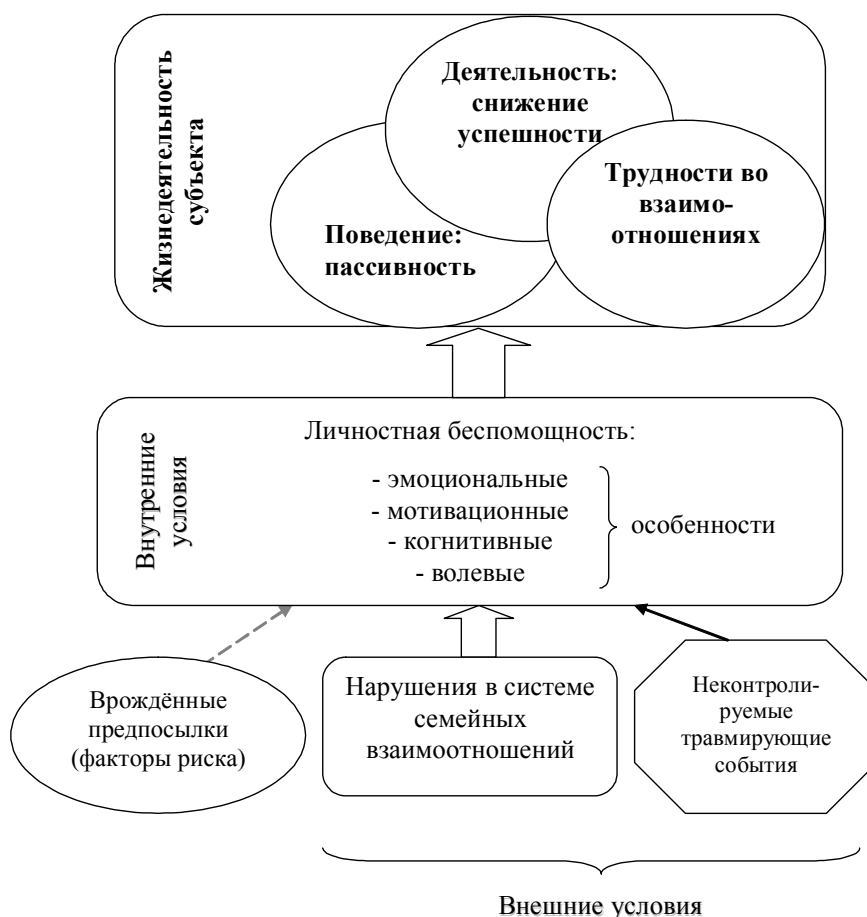 Жизнедеятельность
субъекта
Деятельность:
снижение
успешности
Трудности во
взаимо-
отношениях
Поведение:
пассивность
Внутренние
условия
Личностная беспомощность:
- эмоциональные
- мотивационные
- когнитивные
- волевые
особенности
Врождённые
предпосылки
(факторы риска)
Нарушения в системе
семейных
взаимоотношений
Неконтроли-
руемые
травмирующие
события
Внешние условия